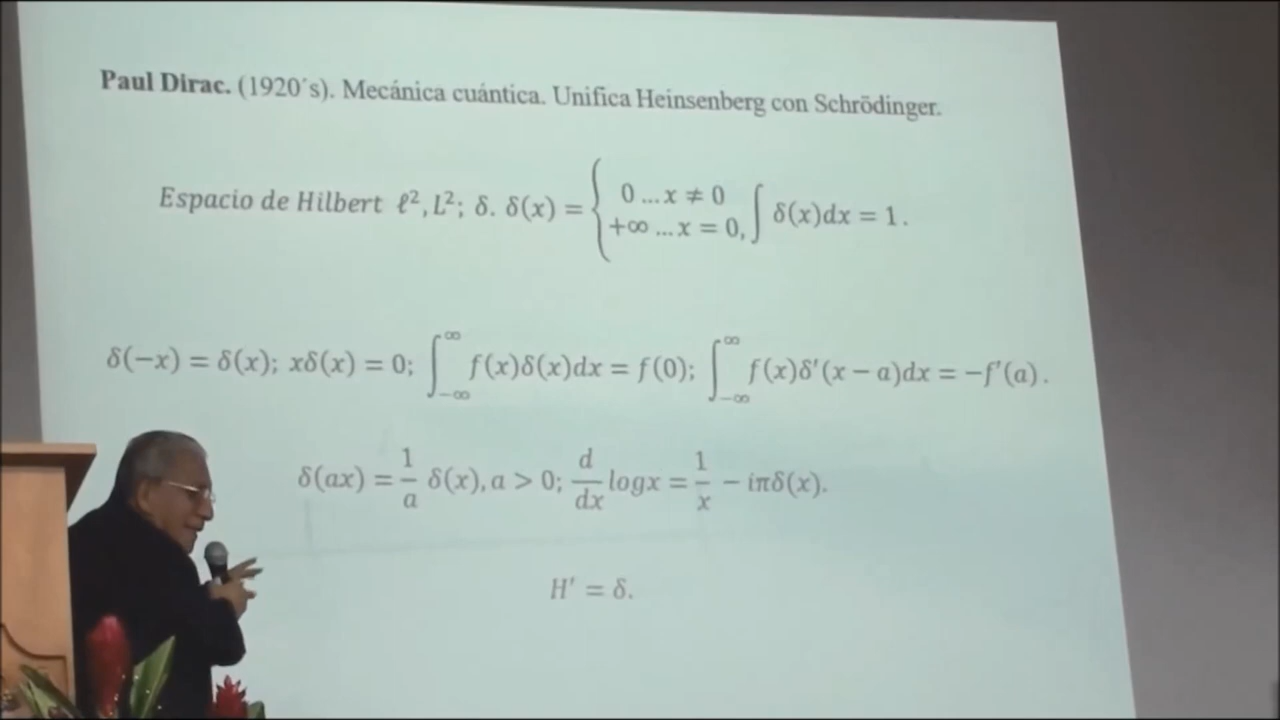 Paul Dirac. (1920´s). Mecánica cuántica. Unifica Heinsenberg con Schrödinger.
Espacio de Hilbert ℓ², L²; δ. δ(x) = { 0 ... x ≠ 0 +∞ ... x = 0, ∫ δ(x)dx = 1.
δ(−x) = δ(x); xδ(x) = 0; ∫_{−∞}^{∞} f(x)δ(x)dx = f(0); ∫_{−∞}^{∞} f(x)δ′(x − a)dx = −f′(a).
δ(ax) = 1/a δ(x), a > 0; d/dx logx = 1/x − iπδ(x).
H′ = δ.